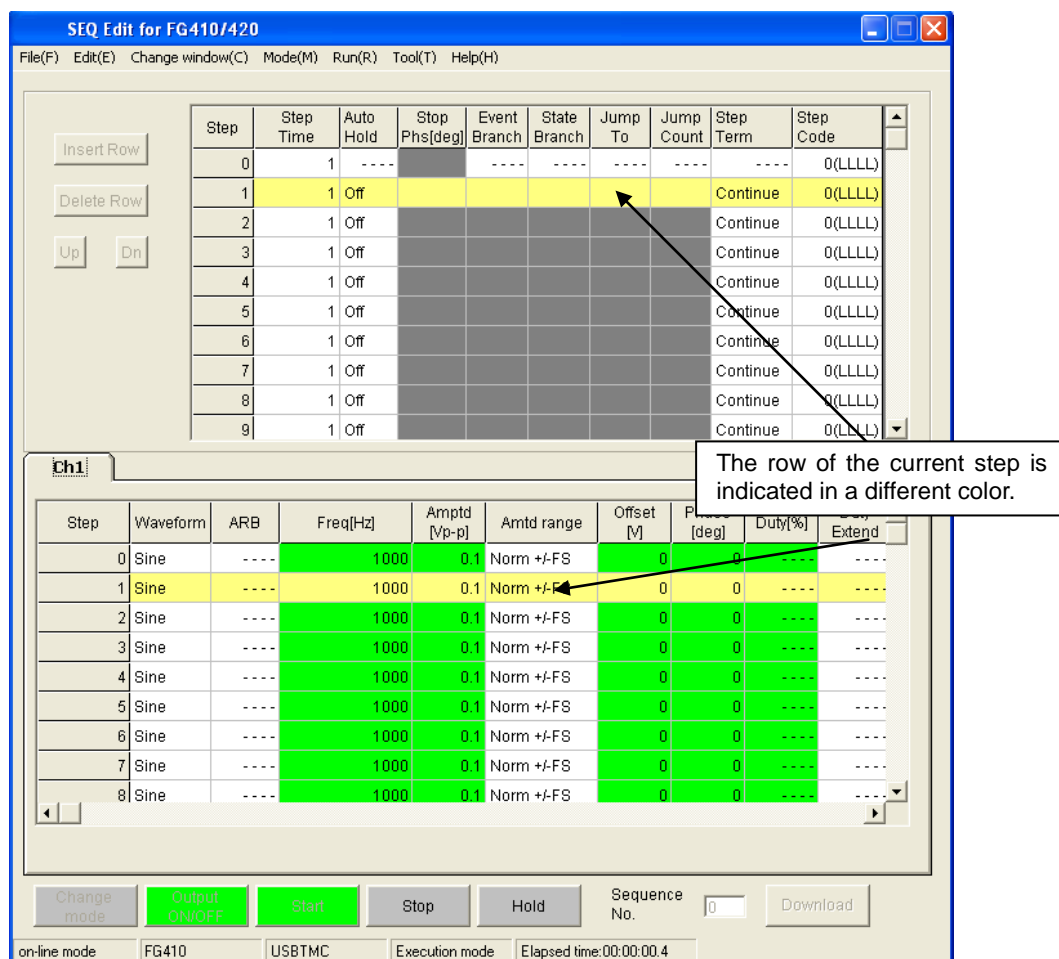 SEQ Edit for FG410/420
File(F) Edit(E) Change window(C) Mode(M) Run(R) Tool(T) Help(H)
Insert Row
Delete Row
Up Dn
Step Step Time Auto Hold Stop Phs[deg] Event Branch State Branch Jump To Jump Count Step Term Step Code
0 1 ---- ---- ---- ---- ---- ---- 0(LLLL)
1 1 Off Continue 0(LLLL)
2 1 Off Continue 0(LLLL)
3 1 Off Continue 0(LLLL)
4 1 Off Continue 0(LLLL)
5 1 Off Continue 0(LLLL)
6 1 Off Continue 0(LLLL)
7 1 Off Continue 0(LLLL)
8 1 Off Continue 0(LLLL)
9 1 Off Continue 0(LLLL)
The row of the current step is
indicated in a different color.
Ch1
Step Waveform ARB Freq[Hz] Amptd [Vp-p] Amtd range Offset [V] [deg] Duty[%] Extend
0 Sine ---- 1000 0.1 Norm +/-FS 0 0 ---- ----
1 Sine ---- 1000 0.1 Norm +/-FS 0 0 ---- ----
2 Sine ---- 1000 0.1 Norm +/-FS 0 0 ---- ----
3 Sine ---- 1000 0.1 Norm +/-FS 0 0 ---- ----
4 Sine ---- 1000 0.1 Norm +/-FS 0 0 ---- ----
5 Sine ---- 1000 0.1 Norm +/-FS 0 0 ---- ----
6 Sine ---- 1000 0.1 Norm +/-FS 0 0 ---- ----
7 Sine ---- 1000 0.1 Norm +/-FS 0 0 ---- ----
8 Sine ---- 1000 0.1 Norm +/-FS 0 0 ---- ----
Change mode Output ON/OFF Start Stop Hold Sequence No. 0 Download
on-line mode FG410 USBTMC Execution mode Elapsed time:00:00:00.4